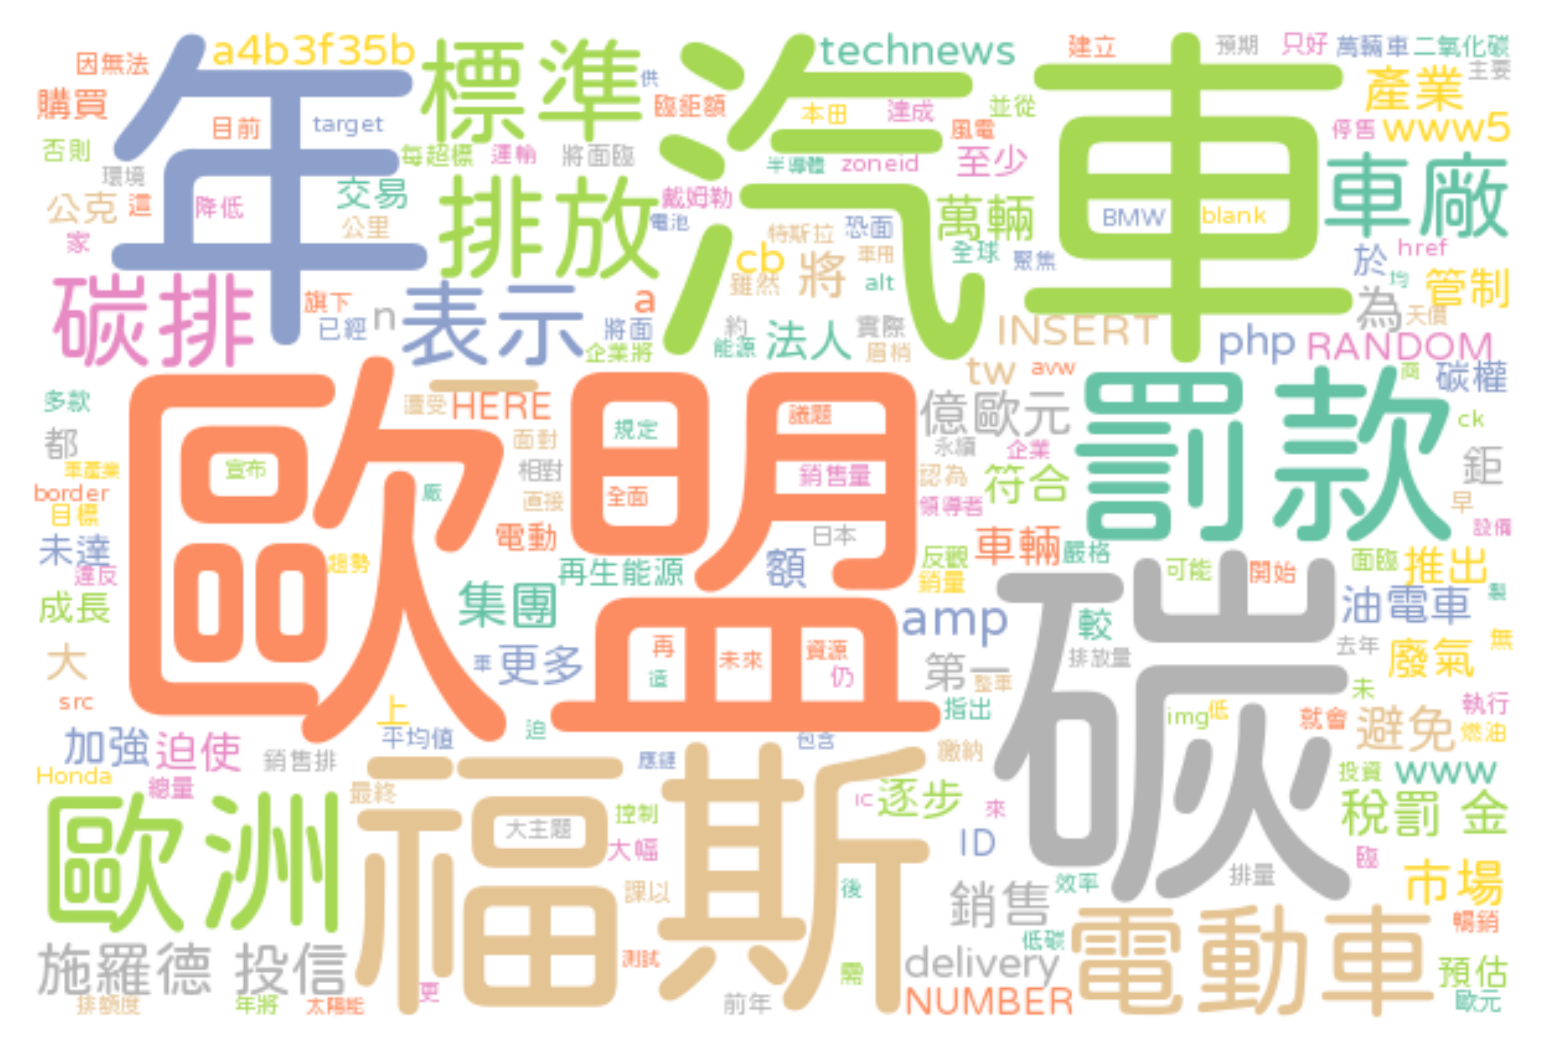 因無法
a4b3f35b
年
標準
供
汽車
technews
建立
預期
只好
萬輛車
二氧化碳
主要
購買
目前
target
臨鉅額
本田
達成
並從
產業
風電
停售
www5
否則
每超標
運輸
將面臨
半導體
zoneid
至少
環境
公克
這
降低
交易
公里
排放
戴姆勒
電池
恐面
萬輛
BMW
blank
車廠
家
特斯拉
車用
cb
雖然
將
alt
全球
聚焦
於
href
均
管制
碳排
旗下
已經
n
表示
a
將面
企業將
約
能源
法人
實際
眉梢
INSERT
為
天價
php
RANDOM
tw
avw
商
碳權
多款
遭受
HERE
歐盟
議題
規定
億歐元
罰款
ck
都
面對
永續
企業
車產業
宣布
相對
銷售量
認為
符合
鉅
border
廠
直接
全面
領導者
早
目標
設備
未達
電動
日本
車輛
嚴格
違反
趨勢
再生能源
額
反觀
銷量
可能
開始
面臨
推出
碳
成長
集團
amp
較
油電車
製
大
車
更多
再
造
未來
資源
仍
第一
整車
排放量
去年
廢氣
無
src
上
指出
img
低
未
執行
就會
避免
燃油
加強
迫使
銷售排
平均值
迫
包含
繳納
Honda
總量
福斯
應鏈
投資
www
歐洲
最終
大主題
控制
大幅
IC
逐步
來
ID
稅罰
金
臨
課以
後
銷售
效率
排量
市場
施羅德
投信
測試
需
delivery
低碳
電動車
暢銷
預估
排額度
年將
太陽能
更
前年
NUMBER
歐元